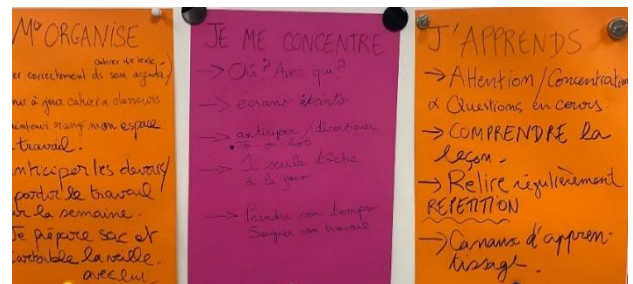 M'ORGANISE
cahier de texte
er correctement ds son agenda
à jour cahier classeurs
rangé mon espace
travail.
nticiper les devoirs
le travail
la semaine.
Je prépare sac et
cartable la veille.
avec lui.
JE ME CONCENTRE
→ Où? Avec qui?
→ écrans éteints
→ anticiper /
1 seule tâche
à la fois
→ Prendre son temps
Soigner son travail
J'APPRENDS
→ Attention/Concentration
Questions en cours.
→ COMPRENDRE la
leçon.
→ Relire régulièrement
REPETITION
→ Canaux d'appren-
tissage.